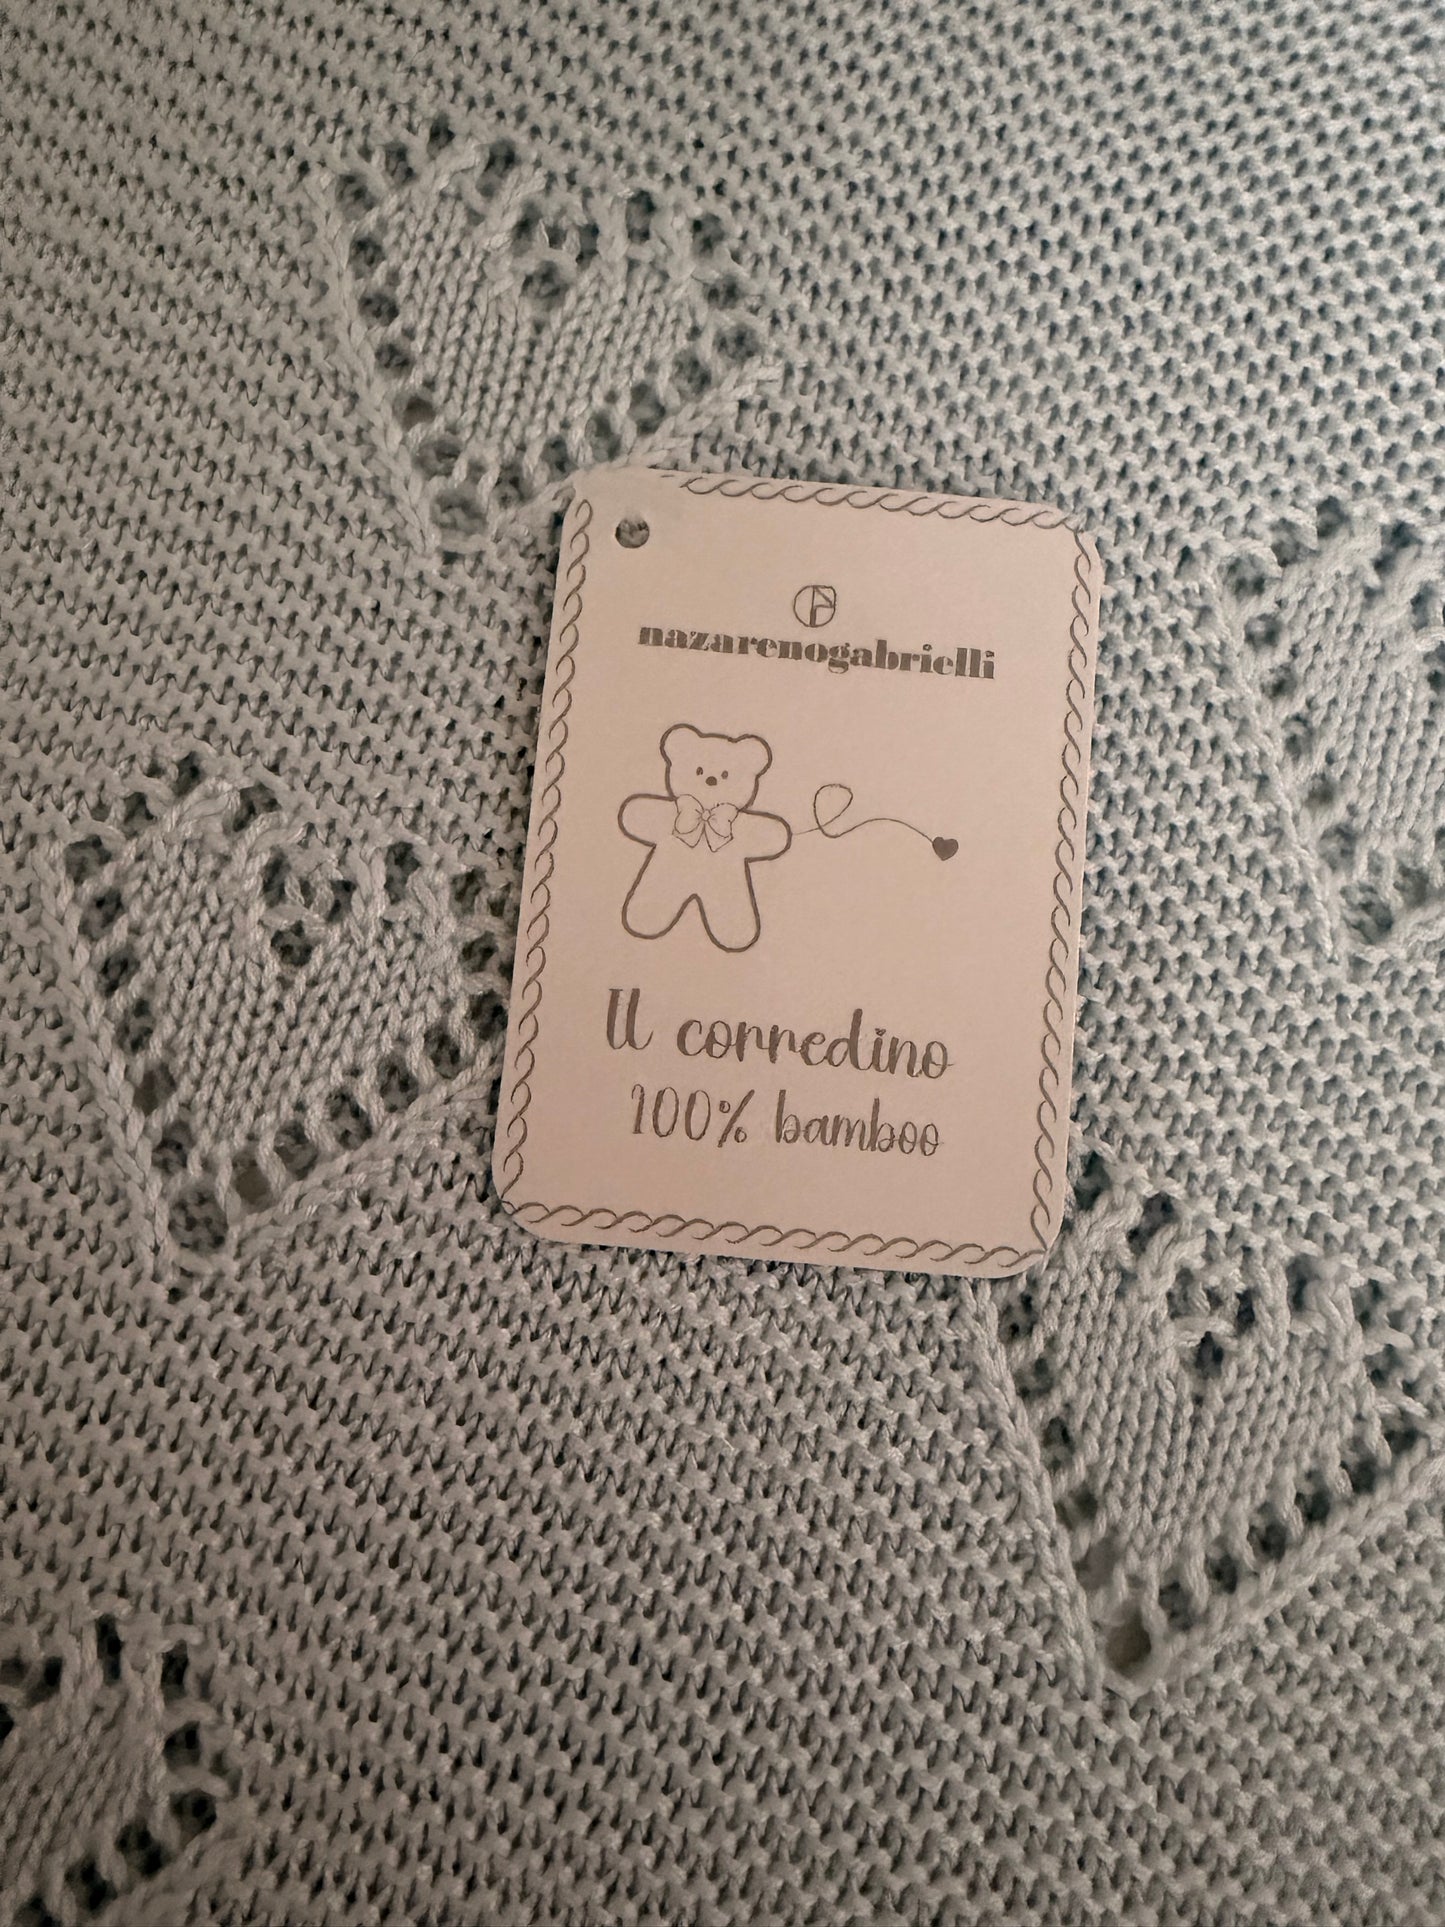 nazarenogabrielli
Il corredino
100% bamboo